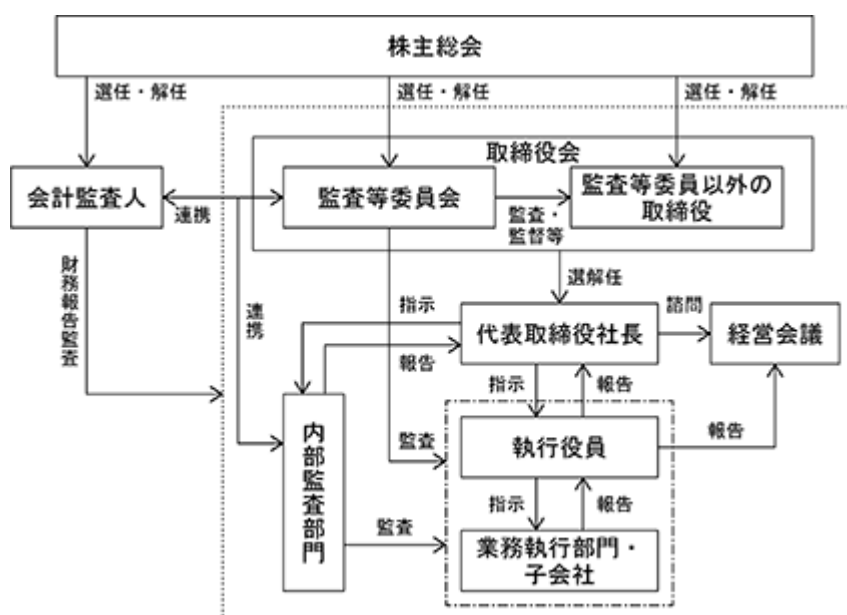 株主総会
選任・解任
選任・解任
選任・解任
取締役会
会計監査人
連携
監査等委員会
監査・
監督等
監査等委員以外の
取締役
財務報告監査
連携
選解任
指示
報告
代表取締役社長
諮問
経営会議
指示
報告
内部監査部門
監査
執行役員
報告
指示
報告
監査
業務執行部門・
子会社